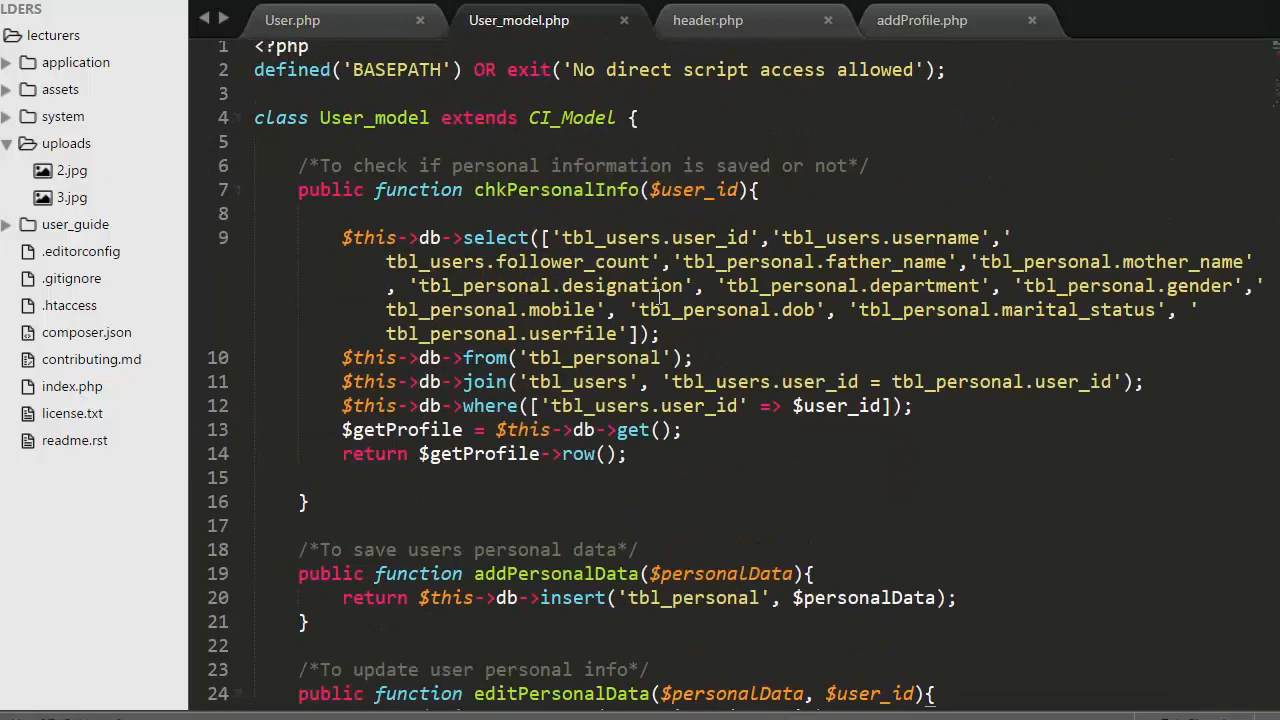 LDERS
lecturers
application
assets
system
uploads
2.jpg
3.jpg
user_guide
.editorconfig
.gitignore
.htaccess
composer.json
contributing.md
index.php
license.txt
readme.rst
User.php × User_model.php × header.php × addProfile.php ×
1 <?php
2 defined('BASEPATH') OR exit('No direct script access allowed');
3
4 class User_model extends CI_Model {
5
6 /*To check if personal information is saved or not*/
7 public function chkPersonalInfo($user_id){
8
9 $this->db->select(['tbl_users.user_id','tbl_users.username','
tbl_users.follower_count','tbl_personal.father_name','tbl_personal.mother_name'
, 'tbl_personal.designation', 'tbl_personal.department', 'tbl_personal.gender','
tbl_personal.mobile', 'tbl_personal.dob', 'tbl_personal.marital_status', '
tbl_personal.userfile']);
10 $this->db->from('tbl_personal');
11 $this->db->join('tbl_users', 'tbl_users.user_id = tbl_personal.user_id');
12 $this->db->where(['tbl_users.user_id' => $user_id]);
13 $getProfile = $this->db->get();
14 return $getProfile->row();
15
16 }
17
18 /*To save users personal data*/
19 public function addPersonalData($personalData){
20 return $this->db->insert('tbl_personal', $personalData);
21 }
22
23 /*To update user personal info*/
24 public function editPersonalData($personalData, $user_id){